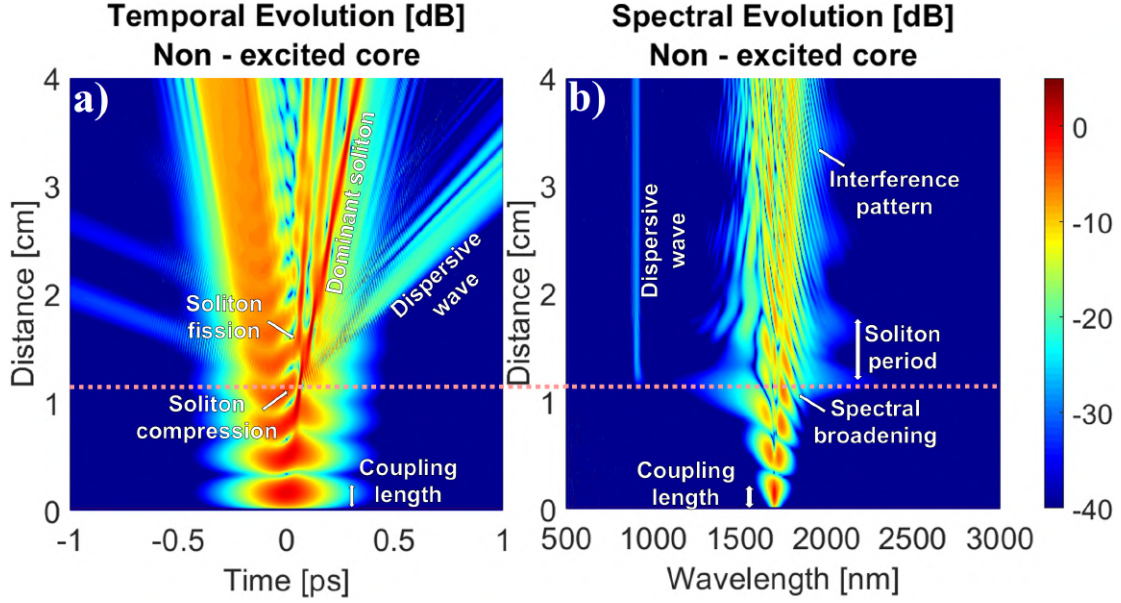 Temporal Evolution [dB]
Non - excited core
a)
4
3
2
1
0
Distance [cm]
-1
-0.5
0
0.5
1
Time [ps]
Dominant soliton
Dispersive
wave
Soliton
fission
Soliton
compression
Coupling
length
Spectral Evolution [dB]
Non - excited core
b)
4
3
2
1
0
Distance [cm]
500
1000
1500
2000
2500
3000
Wavelength [nm]
Dispersive
wave
Interference
pattern
Soliton
period
Spectral
broadening
Coupling
length
0
-10
-20
-30
-40